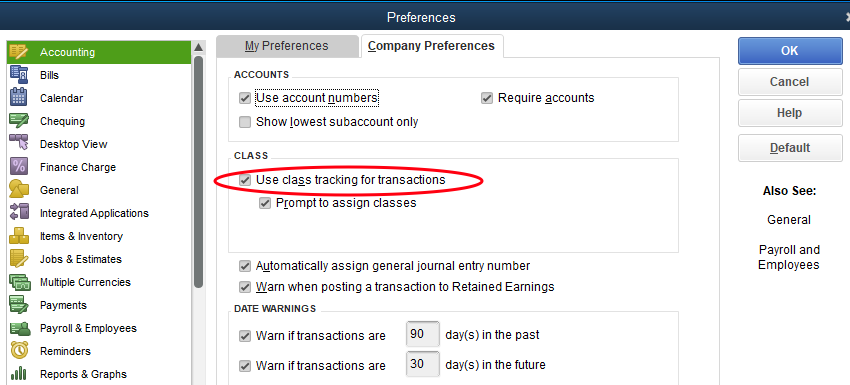 Preferences
Accounting
Bills
Calendar
Chequing
Desktop View
Finance Charge
General
Integrated Applications
Items & Inventory
Jobs & Estimates
Multiple Currencies
Payments
Payroll & Employees
Reminders
Reports & Graphs
My Preferences
Company Preferences
ACCOUNTS
Use account numbers
Require accounts
Show lowest subaccount only
CLASS
Use class tracking for transactions
Prompt to assign classes
Automatically assign general journal entry number
Warn when posting a transaction to Retained Earnings
DATE WARNINGS
Warn if transactions are 90 day(s) in the past
Warn if transactions are 30 day(s) in the future
OK
Cancel
Help
Default
Also See:
General
Payroll and
Employees